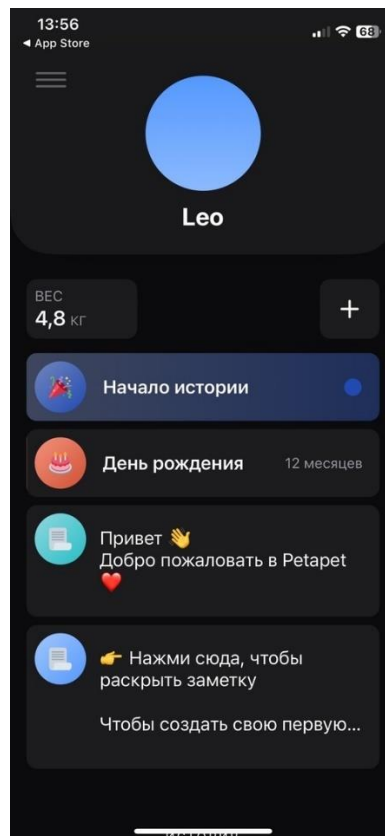 13:56
68
◀ App Store
Leo
ВЕС
4,8 кг
+
Начало истории
День рождения 12 месяцев
Привет 👋
Добро пожаловать в Petapet
❤️
👉 Нажми сюда, чтобы
раскрыть заметку
Чтобы создать свою первую...